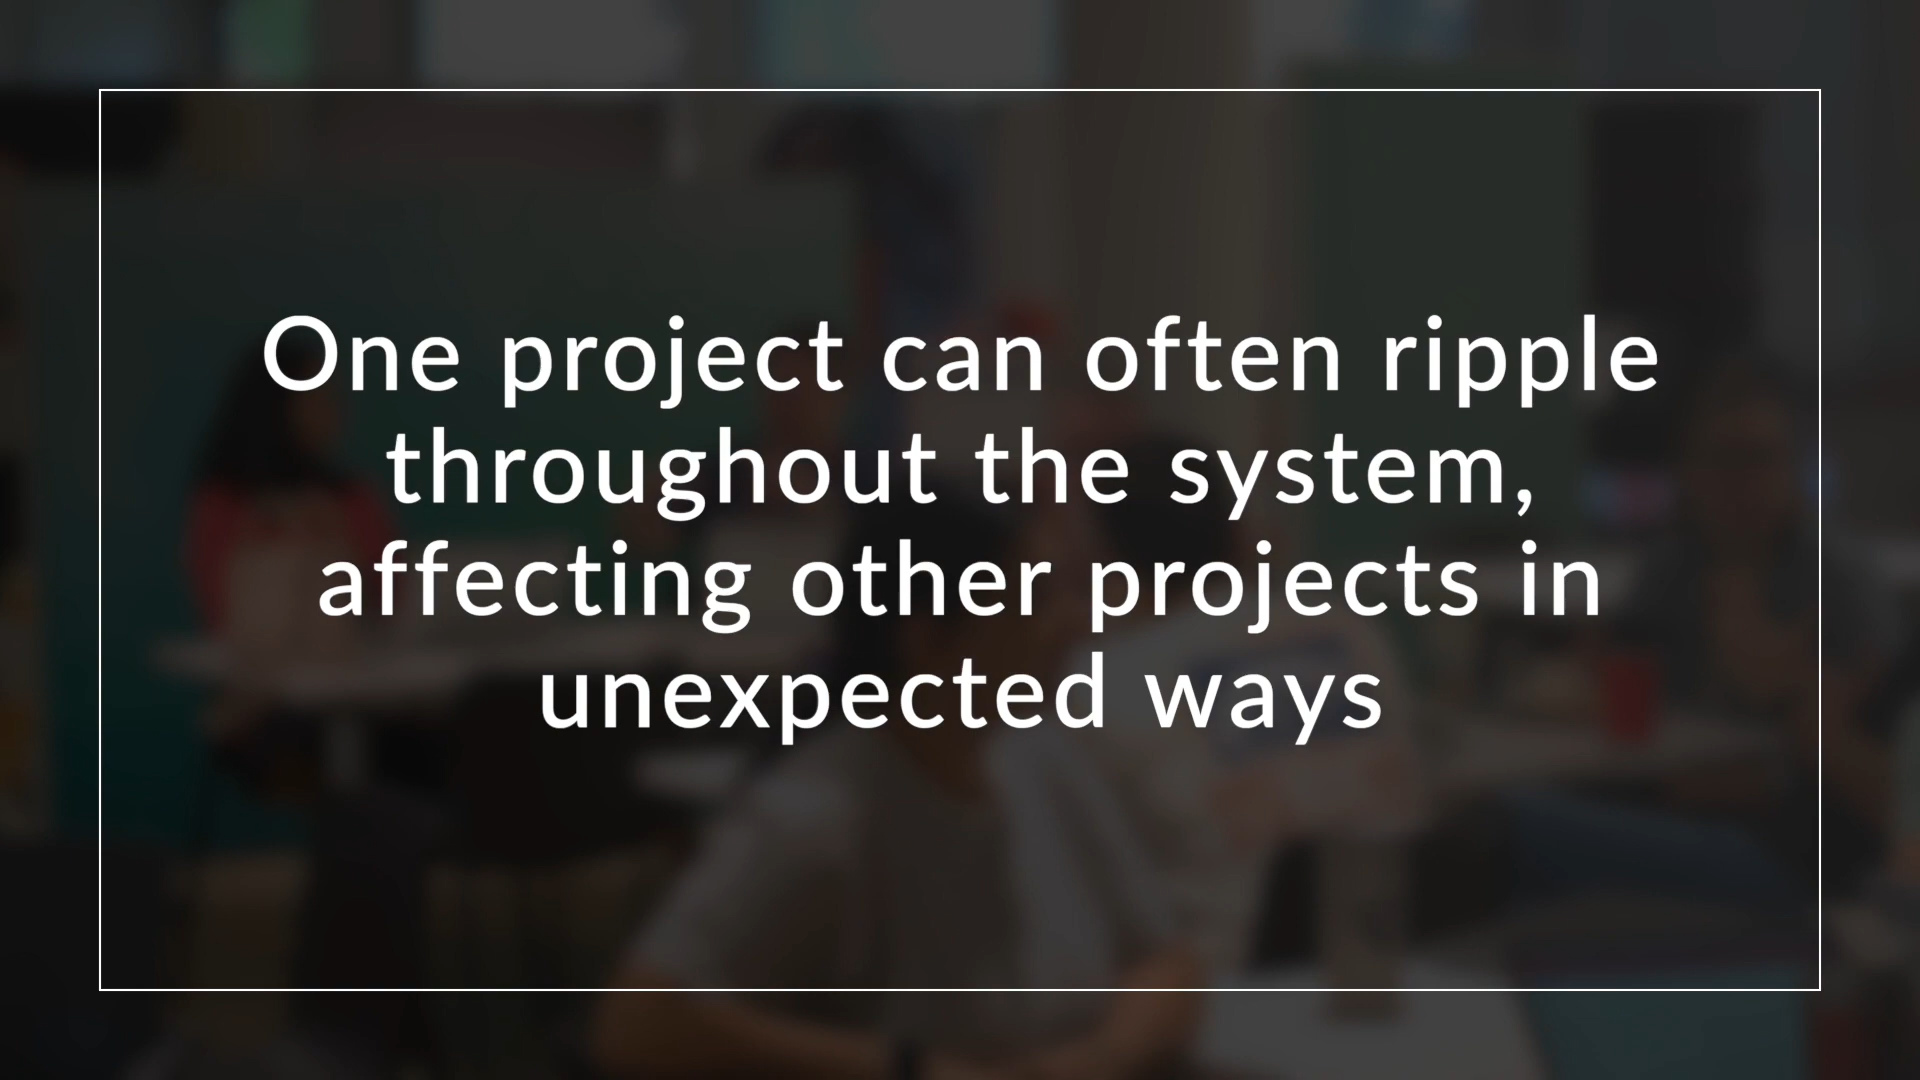 One project can often ripple
throughout the system,
affecting other projects in
unexpected ways